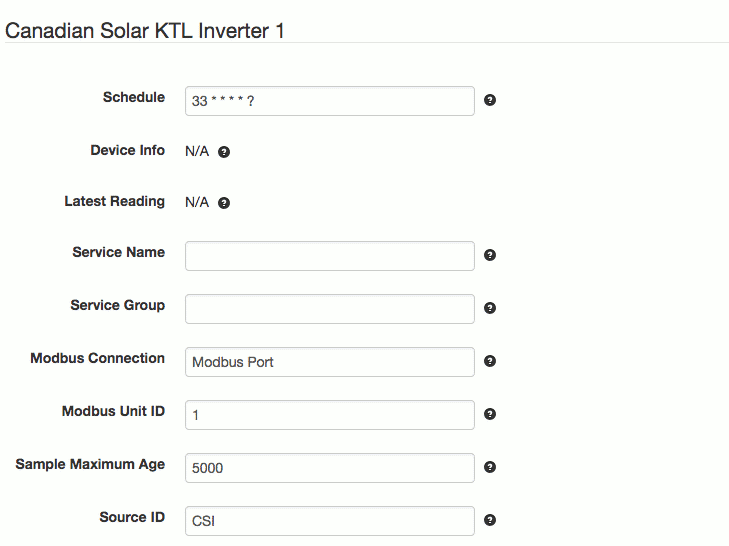 Canadian Solar KTL Inverter 1
Schedule 33 * * * * ?
Device Info N/A ?
Latest Reading N/A ?
Service Name ?
Service Group ?
Modbus Connection Modbus Port ?
Modbus Unit ID 1 ?
Sample Maximum Age 5000 ?
Source ID CSI ?